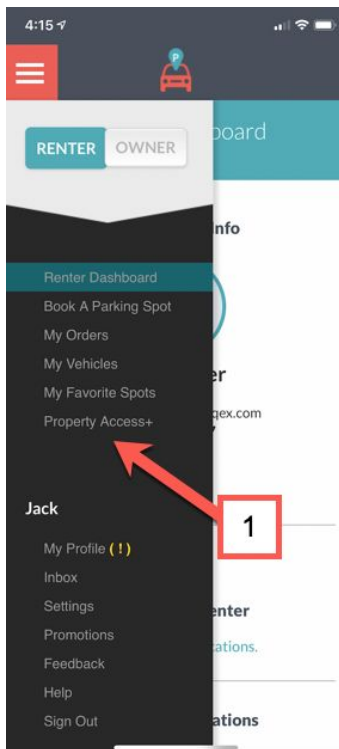 4:15
P
board
RENTER OWNER
Info
Renter Dashboard
Book A Parking Spot
My Orders
My Vehicles
er
My Favorite Spots
qex.com
Property Access+
Jack
1
My Profile ( ! )
Inbox
Settings
enter
Promotions
cations.
Feedback
Help
Sign Out
ations